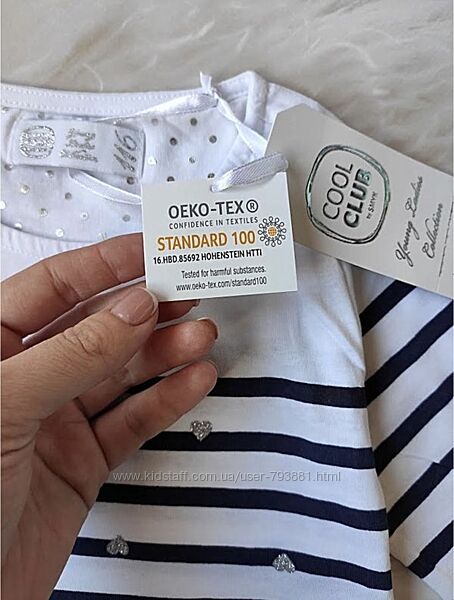 116
OEKO-TEX®
CONFIDENCE IN TEXTILES
STANDARD 100
16.HBD.85692 HOHENSTEIN HTTI
Tested for harmful substances.
www.oeko-tex.com/standard100
COOL
CLUB
BY SMYK
Young Ladies
Collection
www.kidstaff.com.ua/user-793881.html